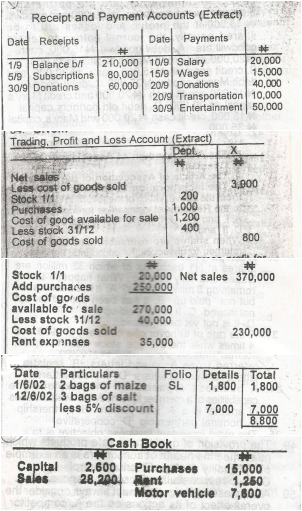 Receipt and Payment Accounts (Extract)
Date Receipts Date Payments
₦ ₦
1/9 Balance b/f 210,000 10/9 Salary 20,000
5/9 Subscriptions 80,000 15/9 Wages 15,000
30/9 Donations 60,000 20/9 Donations 40,000
20/9 Transportation 10,000
30/9 Entertainment 50,000
Trading, Profit and Loss Account (Extract)
Dept. X
₦ ₦
Net sales 3,900
Less cost of goods sold
Stock 1/1 200
Purchases 1,000
Cost of good available for sale 1,200
Less stock 31/12 400
Cost of goods sold 800
₦ ₦
Stock 1/1 20,000 Net sales 370,000
Add purchases 250,000
Cost of goods
available for sale 270,000
Less stock 31/12 40,000
Cost of goods sold 230,000
Rent expenses 35,000
Date Particulars Folio Details Total
1/6/02 2 bags of maize SL 1,800 1,800
12/6/02 3 bags of salt
less 5% discount 7,000 7,000
8,800
Cash Book
₦ ₦
Capital 2,600 Purchases 15,000
Sales 28,200 Rent 1,250
Motor vehicle 7,600